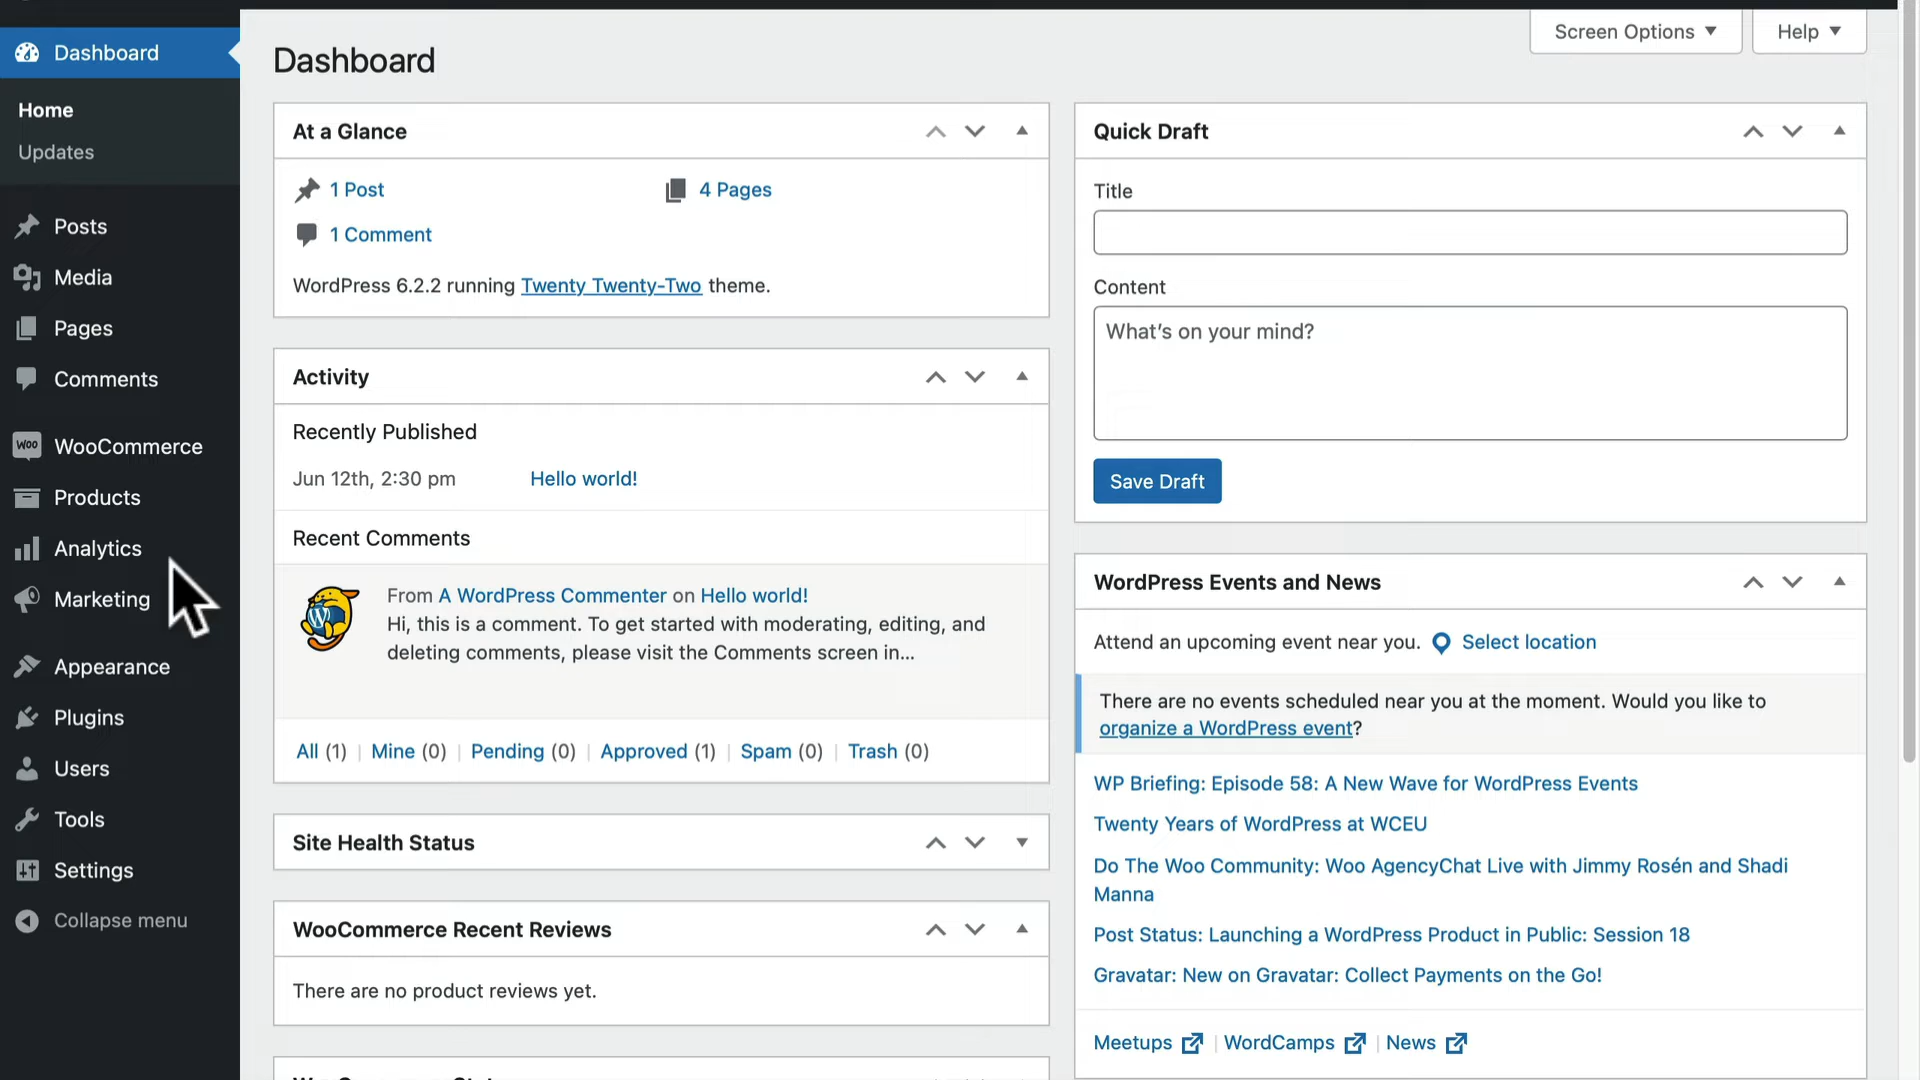 Dashboard
Home
Updates
Posts
Media
Pages
Comments
WOO
WooCommerce
Products
Analytics
Marketing
Appearance
Plugins
Users
Tools
Settings
Collapse menu
Screen Options
Help
Dashboard
At a Glance
1 Post
4 Pages
1 Comment
WordPress 6.2.2 running Twenty Twenty-Two theme.
Activity
Recently Published
Jun 12th, 2:30 pm Hello world!
Recent Comments
From A WordPress Commenter on Hello world!
Hi, this is a comment. To get started with moderating, editing, and
deleting comments, please visit the Comments screen in...
All (1) | Mine (0) | Pending (0) | Approved (1) | Spam (0) | Trash (0)
Site Health Status
WooCommerce Recent Reviews
There are no product reviews yet.
Quick Draft
Title
Content
What's on your mind?
Save Draft
WordPress Events and News
Attend an upcoming event near you. Select location
There are no events scheduled near you at the moment. Would you like to
organize a WordPress event?
WP Briefing: Episode 58: A New Wave for WordPress Events
Twenty Years of WordPress at WCEU
Do The Woo Community: Woo AgencyChat Live with Jimmy Rosén and Shadi
Manna
Post Status: Launching a WordPress Product in Public: Session 18
Gravatar: New on Gravatar: Collect Payments on the Go!
Meetups | WordCamps | News